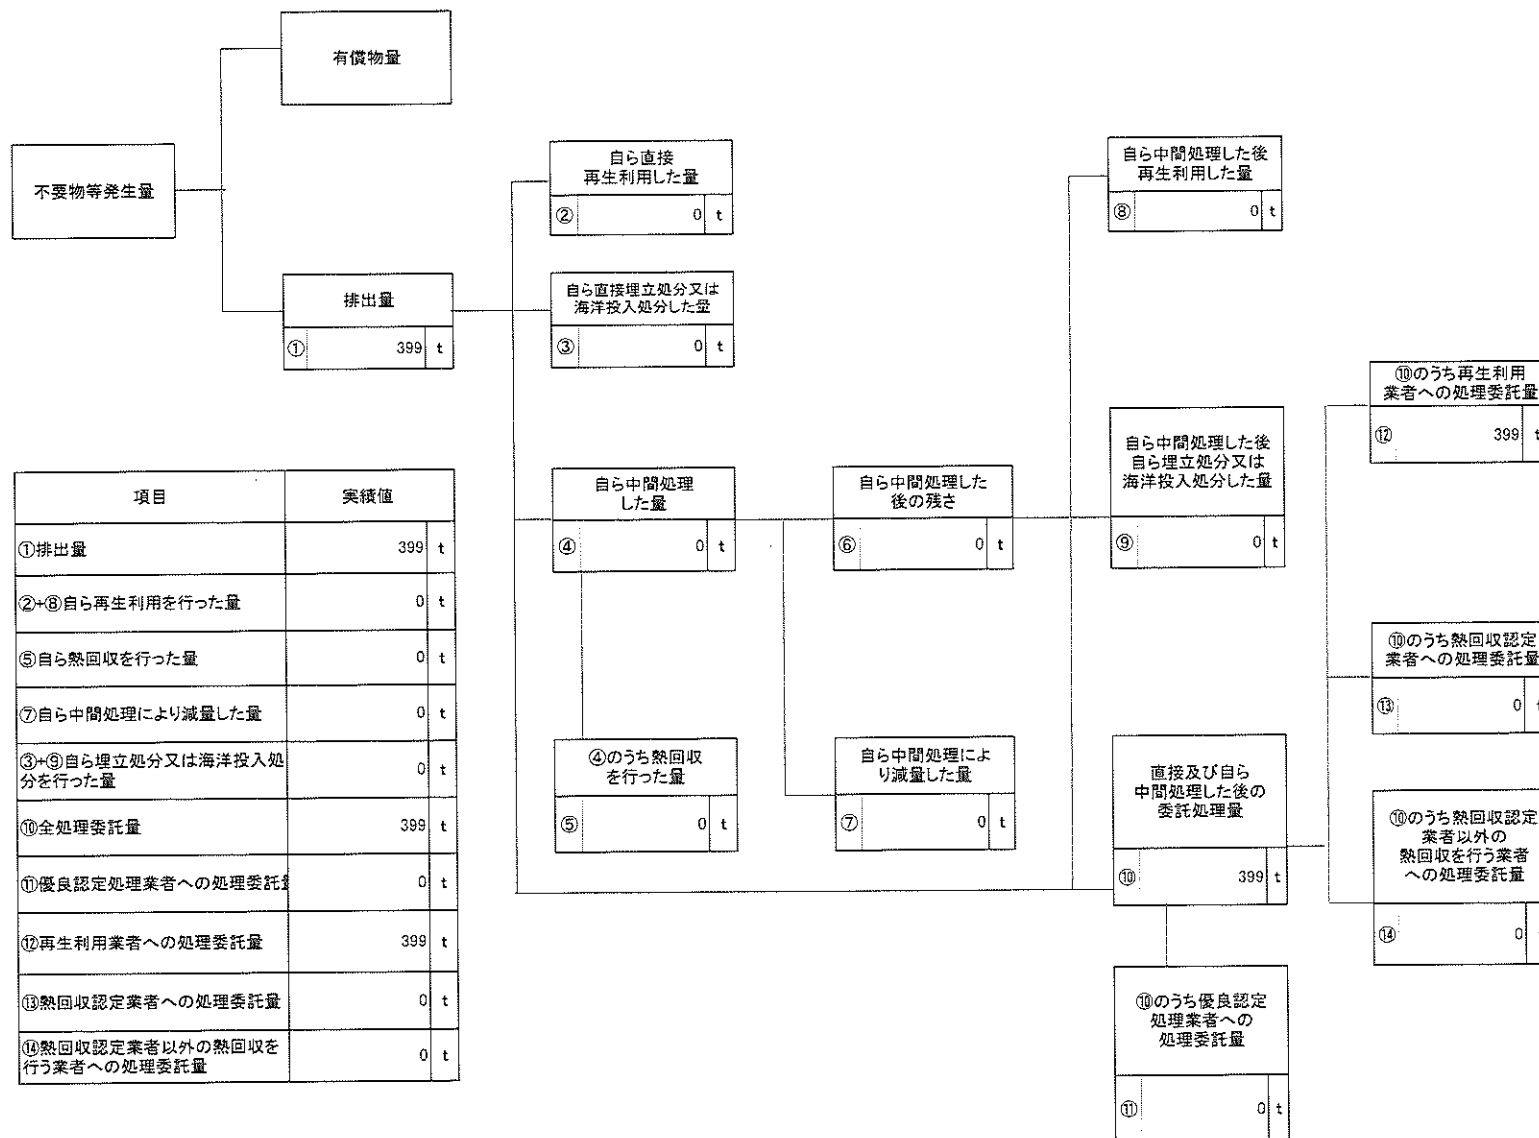 有償物量
不要物等発生量
排出量
① 399 t
自ら直接
再生利用した量
② 0 t
自ら直接埋立処分又は
海洋投入処分した量
③ 0 t
自ら中間処理
した量
④ 0 t
④のうち熱回収
を行った量
⑤ 0 t
自ら中間処理した
後の残さ
⑥ 0 t
自ら中間処理によ
り減量した量
⑦ 0 t
自ら中間処理した後
再生利用した量
⑧ 0 t
自ら中間処理した後
自ら埋立処分又は
海洋投入処分した量
⑨ 0 t
直接及び自ら
中間処理した後の
委託処理量
⑩ 399 t
⑩のうち優良認定
処理業者への
処理委託量
⑪ 0 t
⑩のうち再生利用
業者への処理委託量
⑫ 399 t
⑩のうち熱回収認定
業者への処理委託量
⑬ 0 t
⑩のうち熱回収認定
業者以外の
熱回収を行う業者
への処理委託量
⑭ 0
項目 実績値
①排出量 399 t
②+⑧自ら再生利用を行った量 0 t
⑤自ら熱回収を行った量 0 t
⑦自ら中間処理により減量した量 0 t
③+⑨自ら埋立処分又は海洋投入処
分を行った量 0 t
⑩全処理委託量 399 t
⑪優良認定処理業者への処理委託量 0 t
⑫再生利用業者への処理委託量 399 t
⑬熱回収認定業者への処理委託量 0 t
⑭熱回収認定業者以外の熱回収を
行う業者への処理委託量 0 t